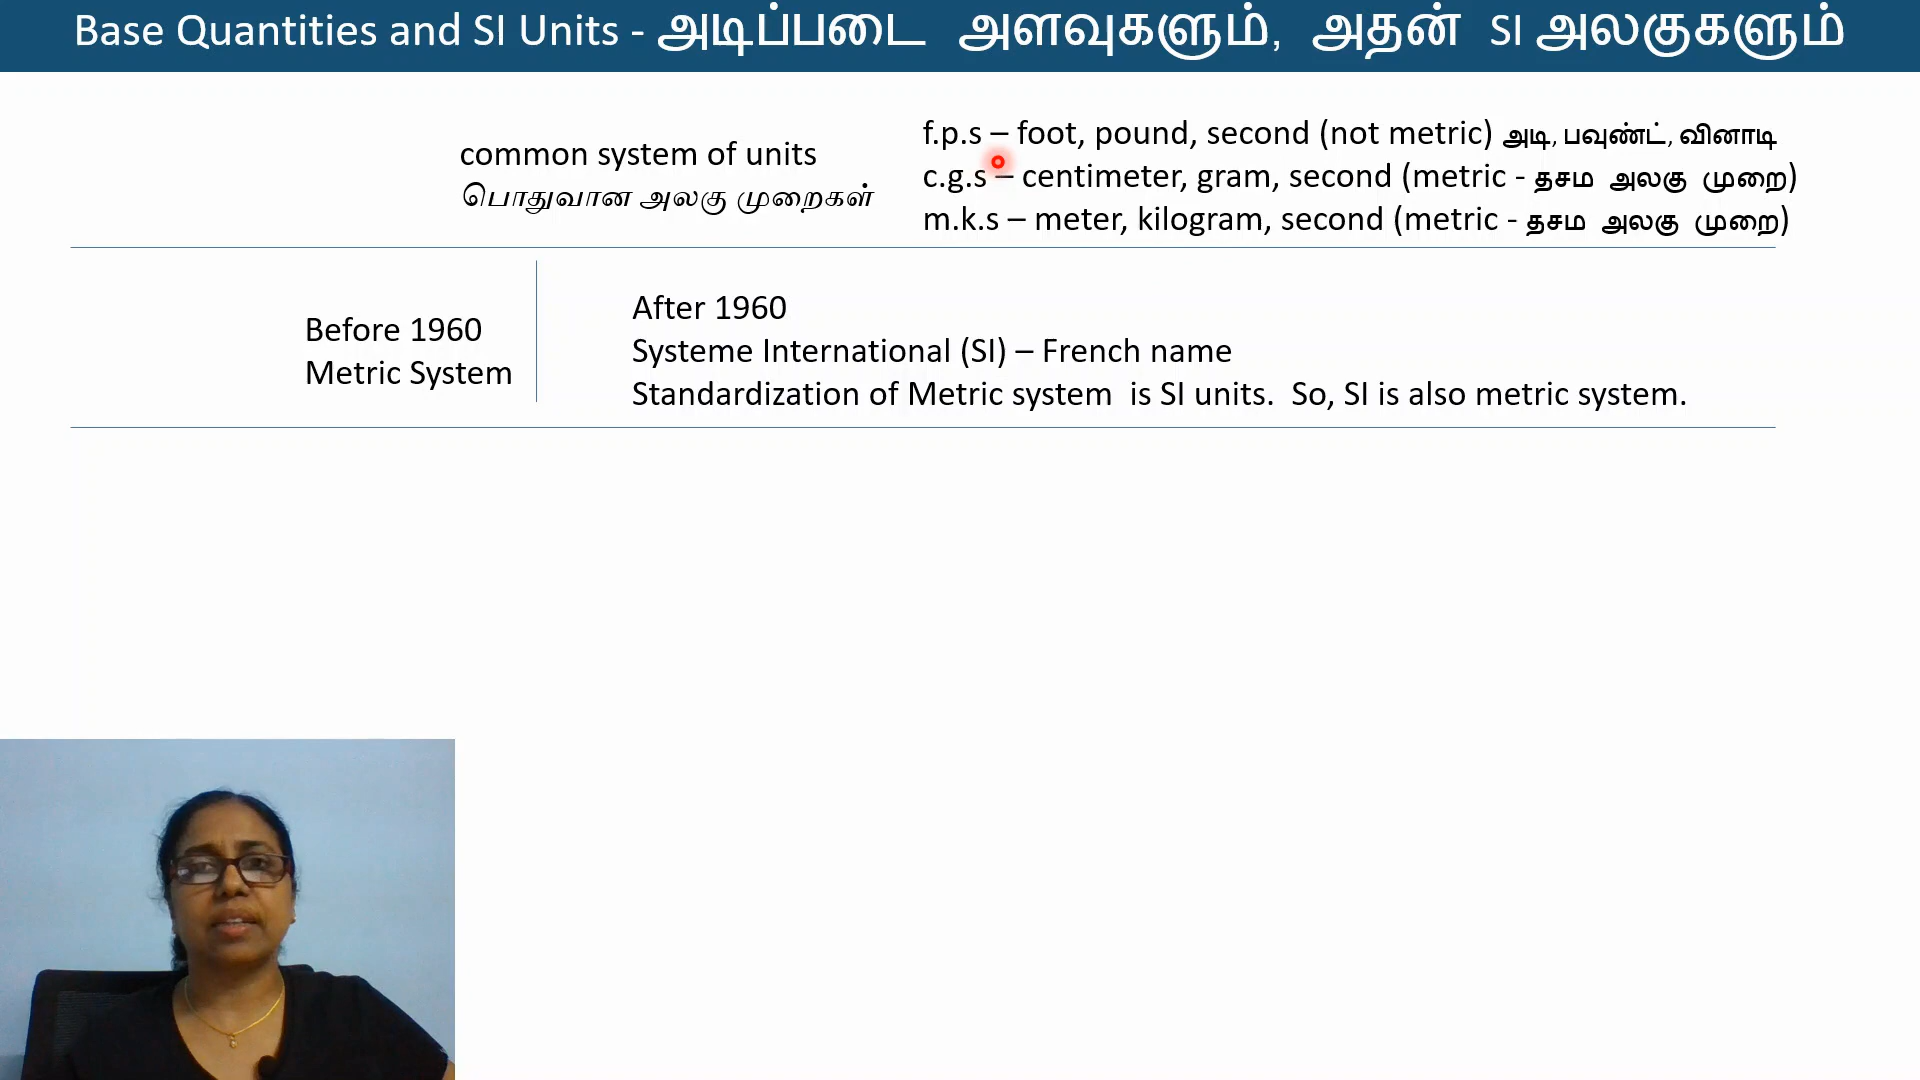 Base Quantities and SI Units - அடிப்படை அளவுகளும், அதன் SI அலகுகளும்
common system of units
பொதுவான அலகு முறைகள்
f.p.s – foot, pound, second (not metric) அடி, பவுண்ட், வினாடி
c.g.s – centimeter, gram, second (metric - தசம அலகு முறை)
m.k.s – meter, kilogram, second (metric - தசம அலகு முறை)
Before 1960
Metric System
After 1960
Systeme International (SI) – French name
Standardization of Metric system is SI units. So, SI is also metric system.